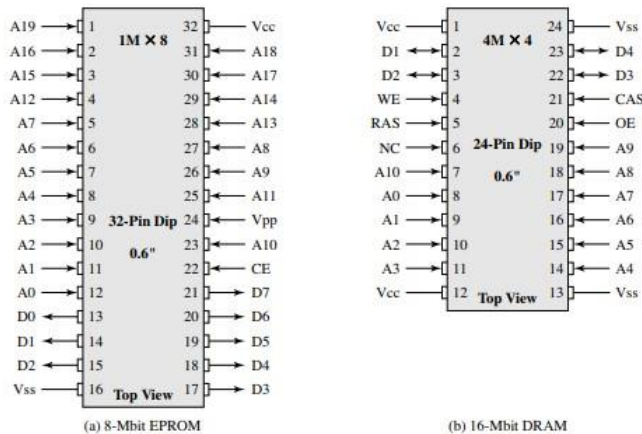 A19 1 1M × 8 32 Vcc
A16 2 31 A18
A15 3 30 A17
A12 4 29 A14
A7 5 28 A13
A6 6 27 A8
A5 7 26 A9
A4 8 25 A11
A3 9 32-Pin Dip 24 Vpp
A2 10 0.6" 23 A10
A1 11 22 CE
A0 12 21 D7
D0 13 20 D6
D1 14 19 D5
D2 15 18 D4
Vss 16 Top View 17 D3
(a) 8-Mbit EPROM
Vcc 1 4M × 4 24 Vss
D1 2 23 D4
D2 3 22 D3
WE 4 21 CAS
RAS 5 20 OE
NC 6 24-Pin Dip 19 A9
A10 7 0.6" 18 A8
A0 8 17 A7
A1 9 16 A6
A2 10 15 A5
A3 11 14 A4
Vcc 12 Top View 13 Vss
(b) 16-Mbit DRAM